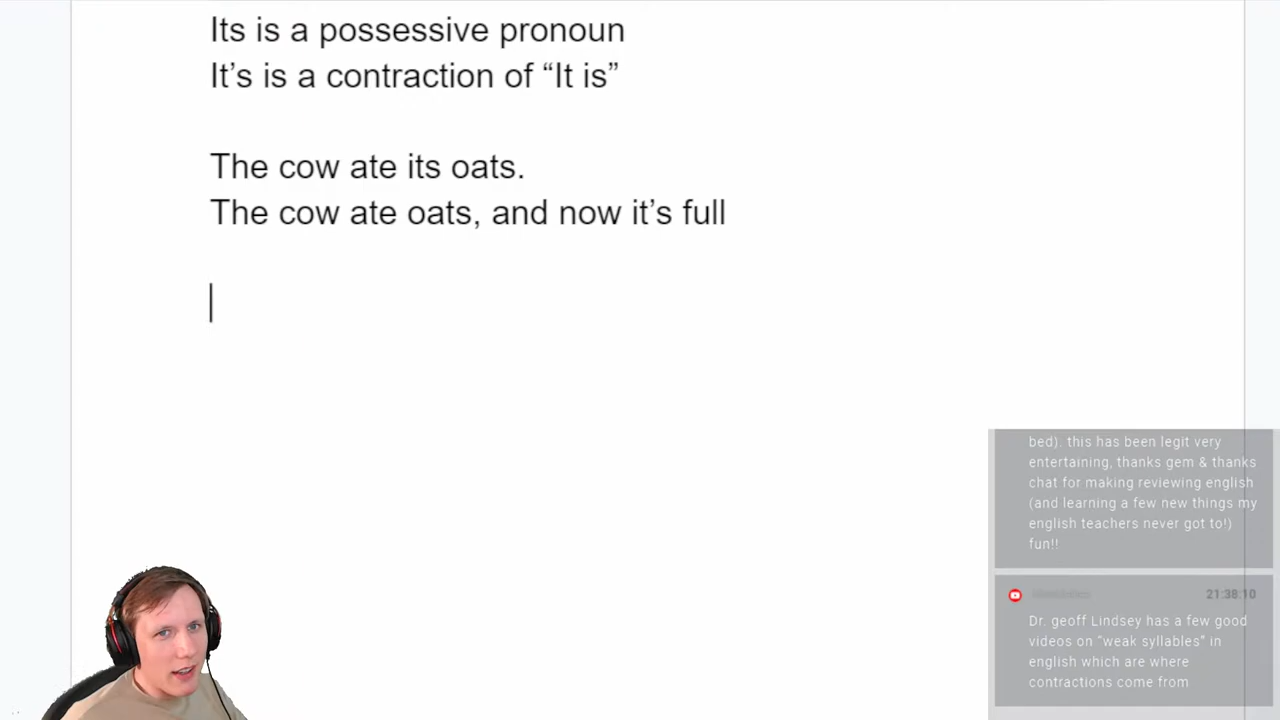 Its is a possessive pronoun
It’s is a contraction of “It is”
The cow ate its oats.
The cow ate oats, and now it’s full
bed): this has been legit very
entertaining, thanks gem & thanks
chat for making reviewing english
(and learning a few new things my
english teachers never got to!)
fun!!
21:38:10
Dr. geoff Lindsey has a few good
videos on "weak syllables" in
english which are where
contractions come from